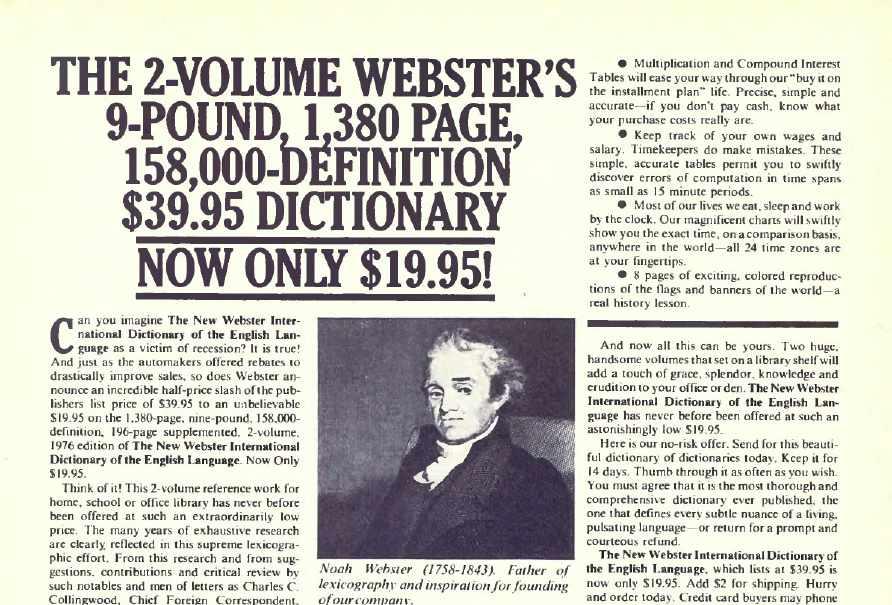 THE 2-VOLUME WEBSTER'S
9-POUND, 1,380 PAGE,
158,000-DEFINITION
$39.95 DICTIONARY
NOW ONLY $19.95!
Can you imagine The New Webster Inter-
national Dictionary of the English Lan-
guage as a victim of recession? It is true!
And just as the automakers offered rebates to
drastically improve sales, so does Webster an-
nounce an incredible half-price slash of the pub-
lishers list price of $39.95 to an unbelievable
$19.95 on the 1,380-page, nine-pound, 158,000-
definition, 196-page supplemented, 2-volume,
1976 edition of The New Webster International
Dictionary of the English Language. Now Only
$19.95.
Think of it! This 2-volume reference work for
home, school or office library has never before
been offered at such an extraordinarily low
price. The many years of exhaustive research
are clearly reflected in this supreme lexicogra-
phic effort. From this research and from sug-
gestions, contributions and critical review by
such notables and men of letters as Charles C.
Collingwood, Chief Foreign Correspondent,
Noah Webster (1758-1843). Father of
lexicography and inspiration for founding
of our company.
● Multiplication and Compound Interest
Tables will ease your way through our "buy it on
the installment plan" life. Precise, simple and
accurate—if you don't pay cash, know what
your purchase costs really are.
● Keep track of your own wages and
salary. Timekeepers do make mistakes. These
simple, accurate tables permit you to swiftly
discover errors of computation in time spans
as small as 15 minute periods.
● Most of our lives we eat, sleep and work
by the clock. Our magnificent charts will swiftly
show you the exact time, on a comparison basis,
anywhere in the world—all 24 time zones are
at your fingertips.
● 8 pages of exciting, colored reproduc-
tions of the flags and banners of the world—a
real history lesson.
And now all this can be yours. Two huge,
handsome volumes that set on a library shelf will
add a touch of grace, splendor, knowledge and
erudition to your office or den. The New Webster
International Dictionary of the English Lan-
guage has never before been offered at such an
astonishingly low $19.95.
Here is our no-risk offer. Send for this beauti-
ful dictionary of dictionaries today. Keep it for
14 days. Thumb through it as often as you wish.
You must agree that it is the most thorough and
comprehensive dictionary ever published, the
one that defines every subtle nuance of a living,
pulsating language—or return for a prompt and
courteous refund.
The New Webster International Dictionary of
the English Language, which lists at $39.95 is
now only $19.95. Add $2 for shipping. Hurry
and order today. Credit card buyers may phone